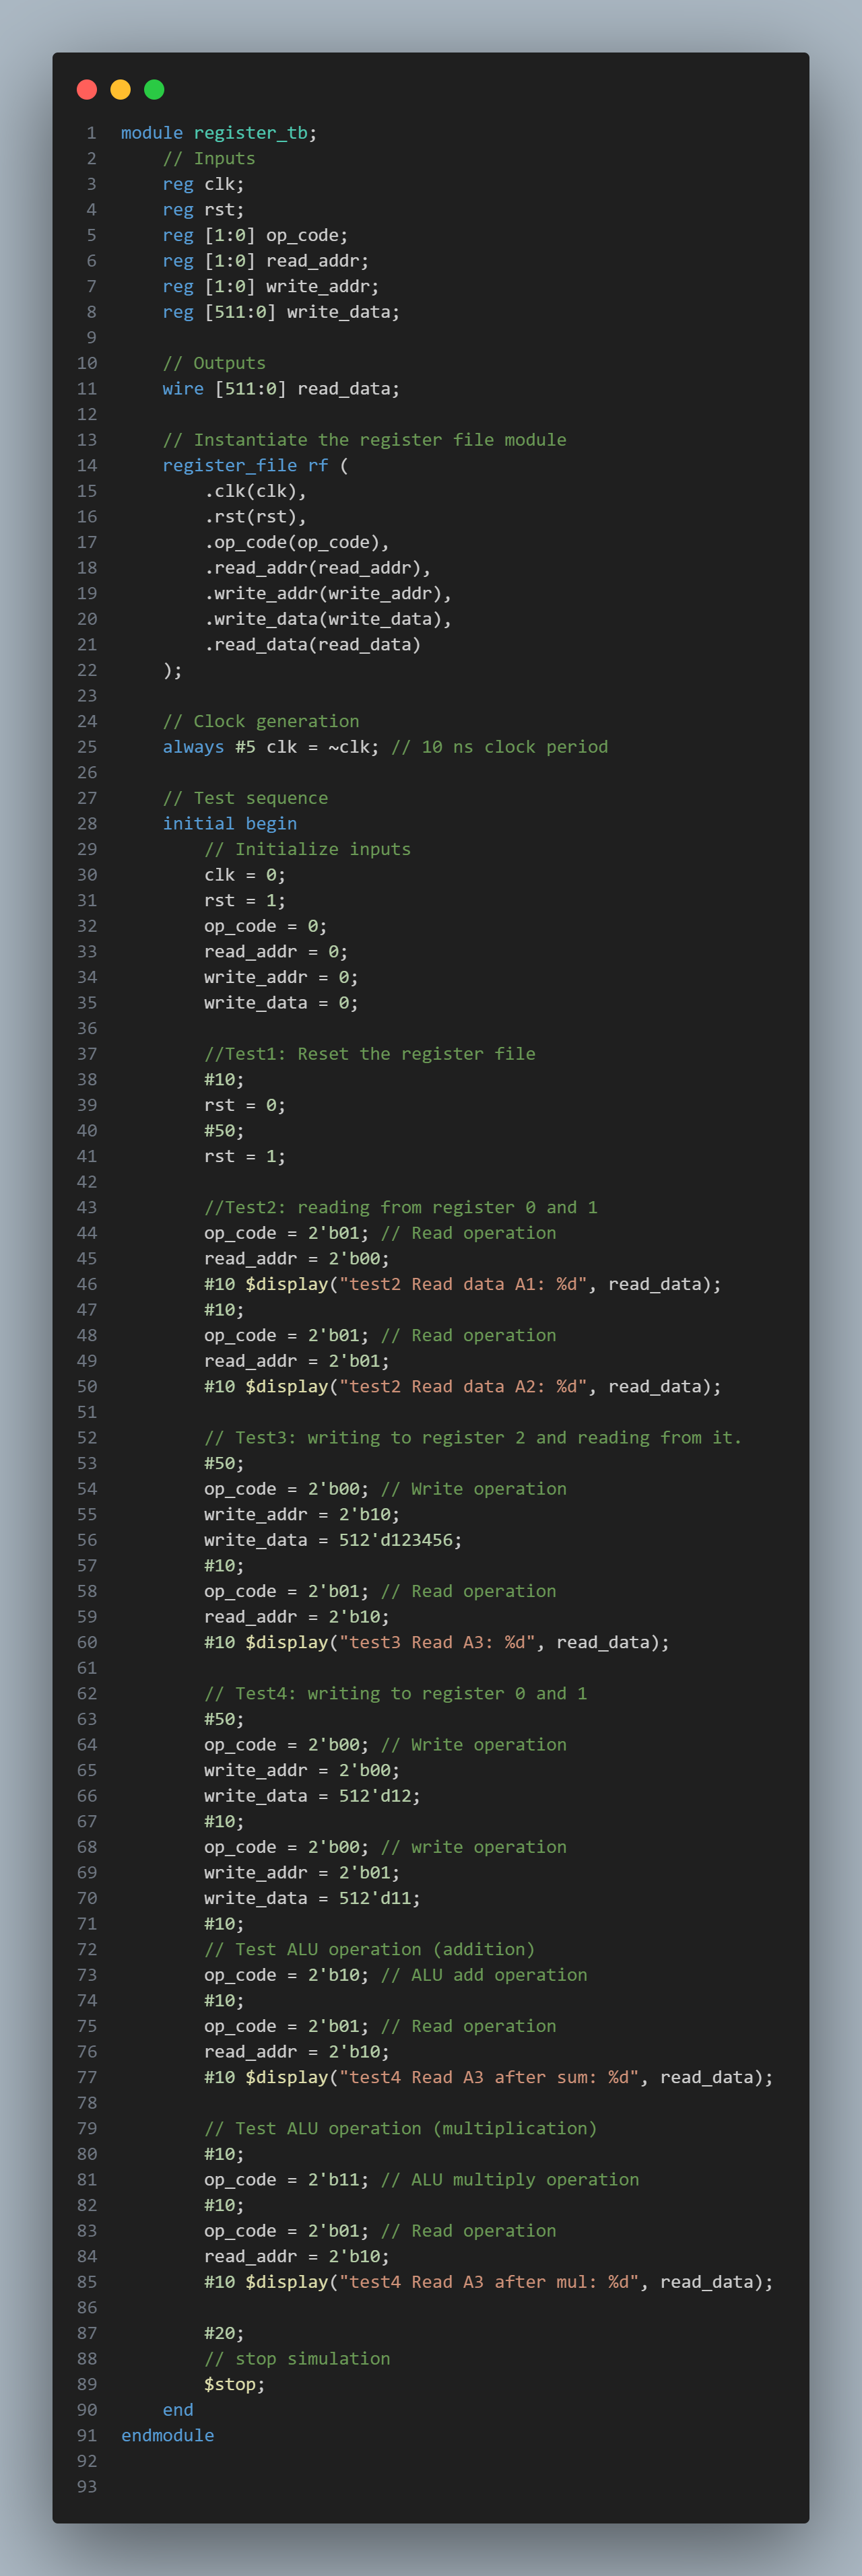 1 module register_tb;
2     // Inputs
3     reg clk;
4     reg rst;
5     reg [1:0] op_code;
6     reg [1:0] read_addr;
7     reg [1:0] write_addr;
8     reg [511:0] write_data;
9
10     // Outputs
11     wire [511:0] read_data;
12
13     // Instantiate the register file module
14     register_file rf (
15         .clk(clk),
16         .rst(rst),
17         .op_code(op_code),
18         .read_addr(read_addr),
19         .write_addr(write_addr),
20         .write_data(write_data),
21         .read_data(read_data)
22     );
23
24     // Clock generation
25     always #5 clk = ~clk; // 10 ns clock period
26
27     // Test sequence
28     initial begin
29         // Initialize inputs
30         clk = 0;
31         rst = 1;
32         op_code = 0;
33         read_addr = 0;
34         write_addr = 0;
35         write_data = 0;
36
37         //Test1: Reset the register file
38         #10;
39         rst = 0;
40         #50;
41         rst = 1;
42
43         //Test2: reading from register 0 and 1
44         op_code = 2'b01; // Read operation
45         read_addr = 2'b00;
46         #10 $display("test2 Read data A1: %d", read_data);
47         #10;
48         op_code = 2'b01; // Read operation
49         read_addr = 2'b01;
50         #10 $display("test2 Read data A2: %d", read_data);
51
52         // Test3: writing to register 2 and reading from it.
53         #50;
54         op_code = 2'b00; // Write operation
55         write_addr = 2'b10;
56         write_data = 512'd123456;
57         #10;
58         op_code = 2'b01; // Read operation
59         read_addr = 2'b10;
60         #10 $display("test3 Read A3: %d", read_data);
61
62         // Test4: writing to register 0 and 1
63         #50;
64         op_code = 2'b00; // Write operation
65         write_addr = 2'b00;
66         write_data = 512'd12;
67         #10;
68         op_code = 2'b00; // write operation
69         write_addr = 2'b01;
70         write_data = 512'd11;
71         #10;
72         // Test ALU operation (addition)
73         op_code = 2'b10; // ALU add operation
74         #10;
75         op_code = 2'b01; // Read operation
76         read_addr = 2'b10;
77         #10 $display("test4 Read A3 after sum: %d", read_data);
78
79         // Test ALU operation (multiplication)
80         #10;
81         op_code = 2'b11; // ALU multiply operation
82         #10;
83         op_code = 2'b01; // Read operation
84         read_addr = 2'b10;
85         #10 $display("test4 Read A3 after mul: %d", read_data);
86
87         #20;
88         // stop simulation
89         $stop;
90     end
91 endmodule
92
93